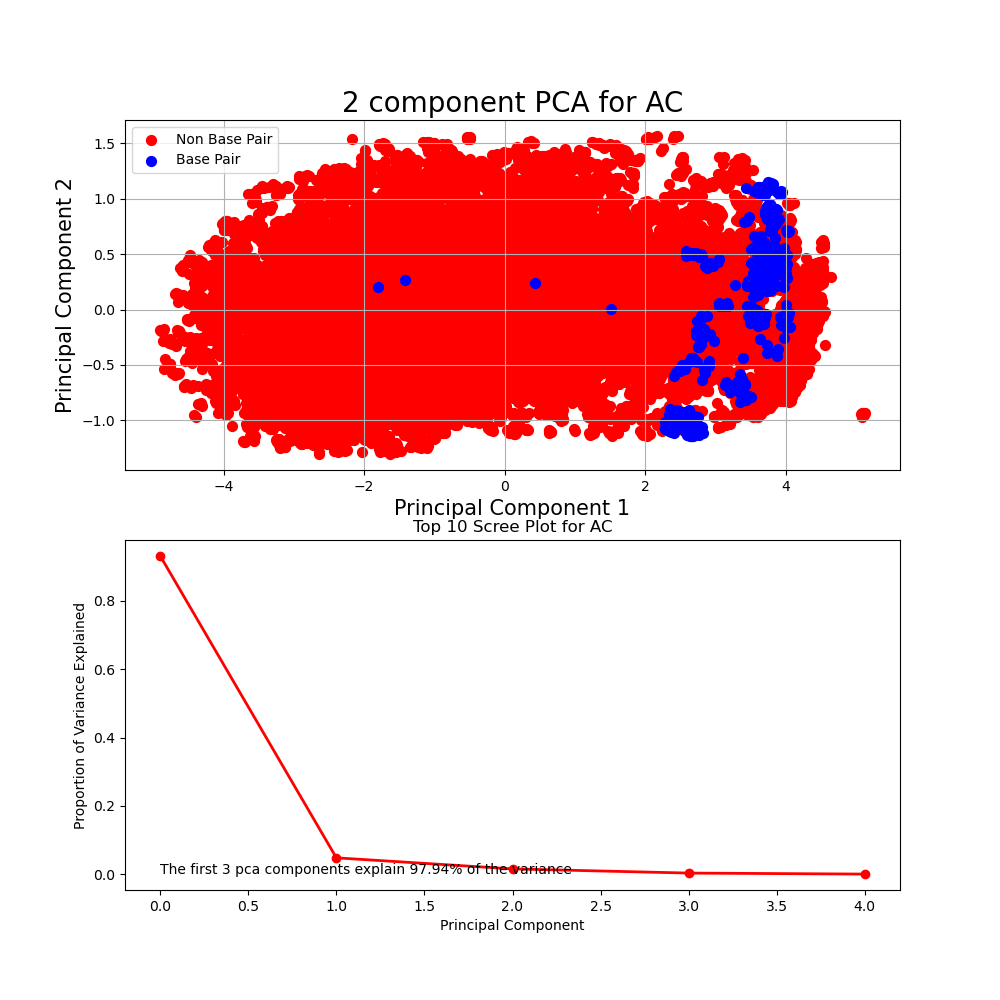 2 component PCA for AC
Non Base Pair
Base Pair
Principal Component 2
1.5
1.0
0.5
0.0
−0.5
−1.0
−4
−2
0
2
4
Principal Component 1
Top 10 Scree Plot for AC
Proportion of Variance Explained
0.8
0.6
0.4
0.2
0.0
The first 3 pca components explain 97.94% of the variance
0.0
0.5
1.0
1.5
2.0
2.5
3.0
3.5
4.0
Principal Component